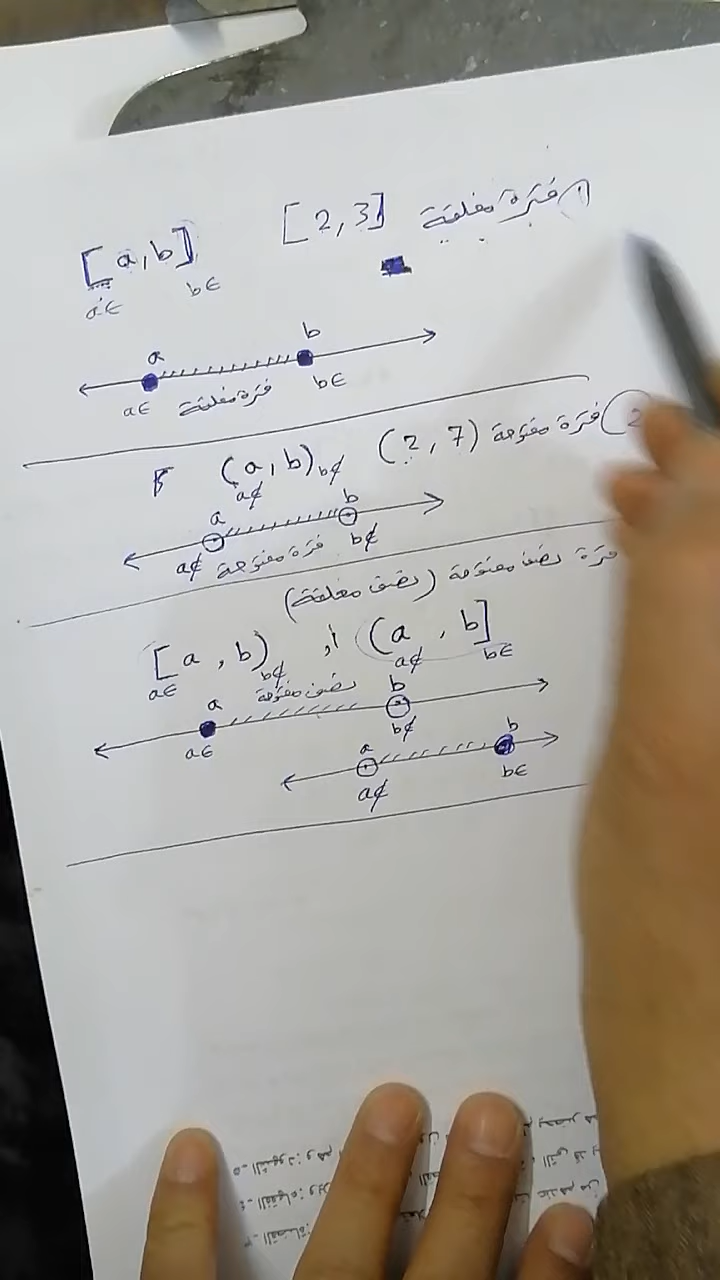 ① فترة مغلقة [2,3] [a,b]
a∈ b∈
a b
a∈ فترة مغلقة b∈
② فترة مفتوحة (2,7) (a,b)
a∉ b∉
a b
a∉ فترة مفتوحة b∉
فترة نصف مفتوحة (نصف مغلقة)
[a,b) او (a,b]
a∈ b∉ a∉ b∈
a نصف مفتوحة b
a∈ b∉
a b
a∉ b∈